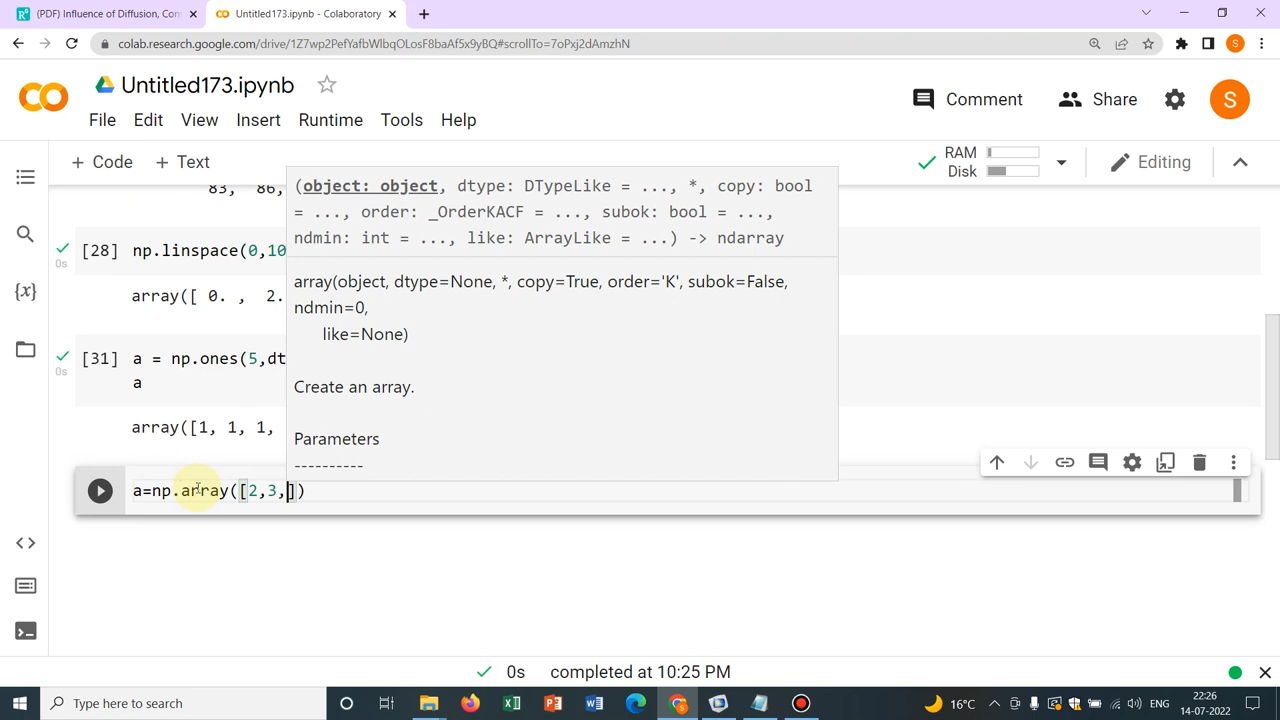 (PDF) Influence of Diffusion, Con
Untitled173.ipynb - Colaboratory
colab.research.google.com/drive/1Z7wp2PefYafbWlbqOLosF8baAf5x9yBQ#scrollTo=7oPxj2dAmzhN
S
CO
Untitled173.ipynb
Comment
Share
S
File Edit View Insert Runtime Tools Help
+ Code + Text
RAM
Disk
Editing
83, 86,
[28] np.linspace(0,10
0s
array([ 0. , 2.
[31] a = np.ones(5,dt
0s
a
array([1, 1, 1,
(object: object, dtype: DTypeLike = ..., *, copy: bool
= ..., order: _OrderKACF = ..., subok: bool = ...,
ndmin: int = ..., like: ArrayLike = ...) -> ndarray
array(object, dtype=None, *, copy=True, order='K', subok=False,
ndmin=0,
like=None)
Create an array.
Parameters
----------
a=np.array([2,3,])
{x}
0s completed at 10:25 PM
Type here to search
16°C
ENG
22:26
14-07-2022